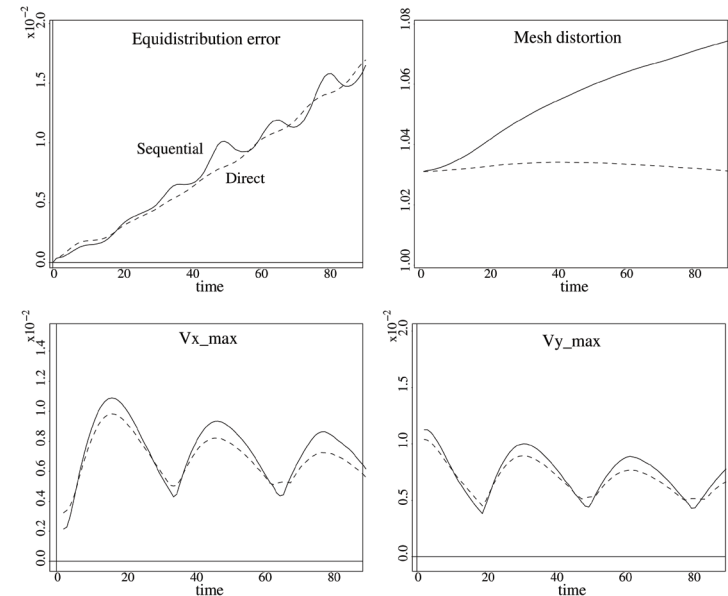 x10⁻²
2.0
1.5
1.0
0.5
0.0
Equidistribution error
Sequential
Direct
0 20 40 60 80
time
1.08
1.06
1.04
1.02
1.00
Mesh distortion
0 20 40 60 80
time
x10⁻²
1.4
1.2
1.0
0.8
0.6
0.4
0.2
0.0
Vx_max
0 20 40 60 80
time
x10⁻²
2.0
1.5
1.0
0.5
0.0
Vy_max
0 20 40 60 80
time